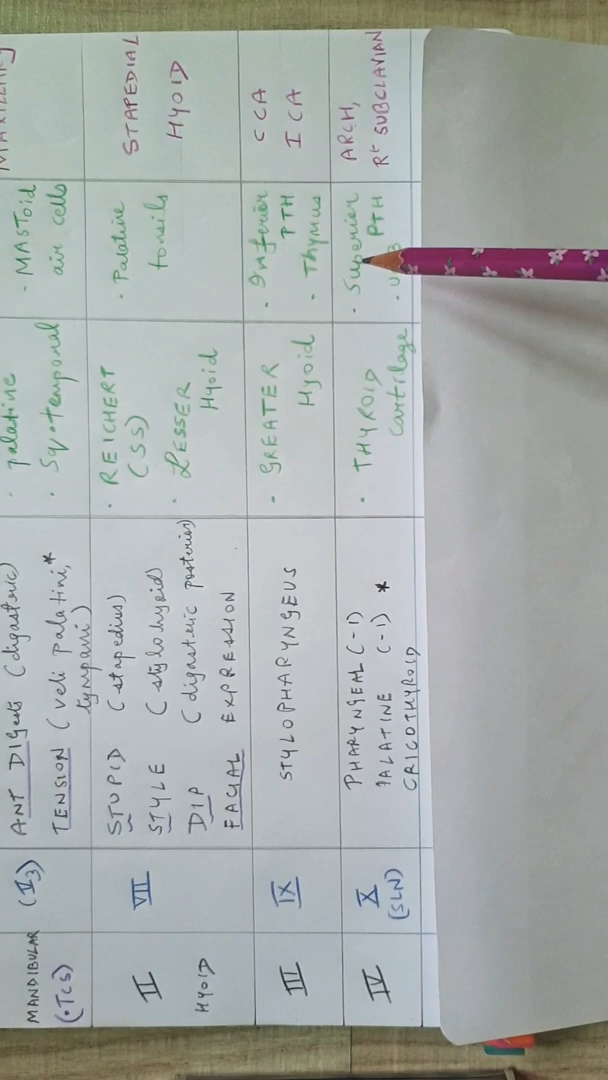 MANDIBULAR
(•TCS)
(V3)
ANT DIGests (digasteric)
TENSION (veli palatini,*
tympani)
palatine
• Sq. temporal
• MASTOID
air cells
MAXILLARY
II
HYOID
VII
STUPID (stapedius)
STYLE (stylohyoid)
DIP (digasteric posterior)
FACIAL EXPRESSION
• REICHERT
(SS)
• LESSER
Hyoid
• Palatine
tonsils
STAPEDIAL
HYOID
III
IX
STYLOPHARYNGEUS
• GREATER
Hyoid
• Inferior
PTH
• Thymus
CCA
ICA
IV
X
(SLN)
PHARYNGEAL (-1)
PALATINE (-1) *
CRICOTHYROID
• THYROID
Cartilage
• Superior
PTH
ARCH,
Rt SUBCLAVIAN